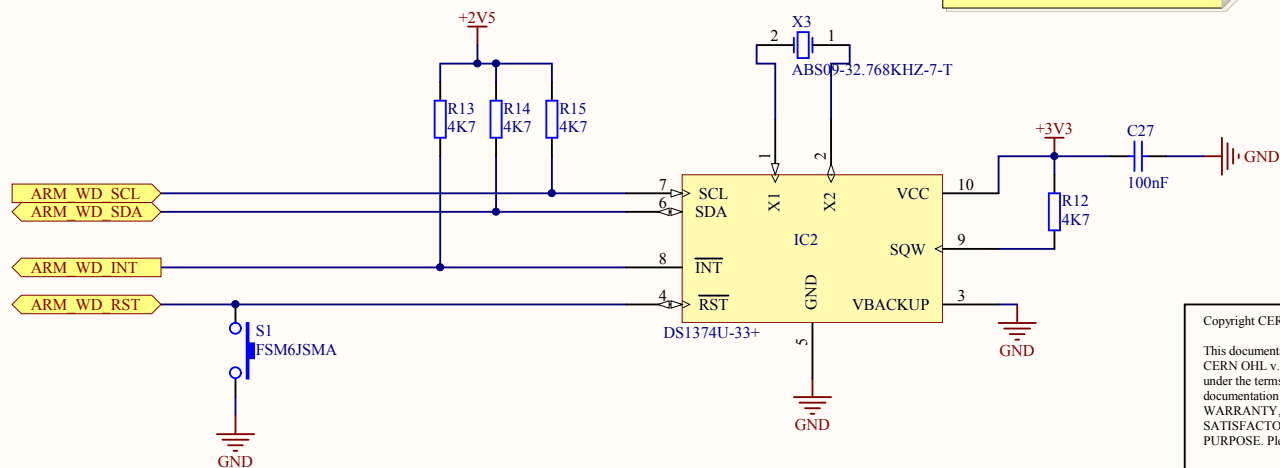 +2V5
X3
2
1
ABS09-32.768KHZ-7-T
R13
4K7
R14
4K7
R15
4K7
+3V3
C27
100nF
GND
1
2
ARM_WD_SCL
7
SCL
X1
X2
VCC
10
R12
4K7
ARM_WD_SDA
6
SDA
IC2
SQW
9
ARM_WD_INT
8
INT
ARM_WD_RST
4
RST
GND
VBACKUP
3
DS1374U-33+
S1
FSM6JSMA
5
GND
GND
GND
Copyright CER
This documenta
CERN OHL v.
under the terms
documentation
WARRANTY,
SATISFACTO
PURPOSE. Ple